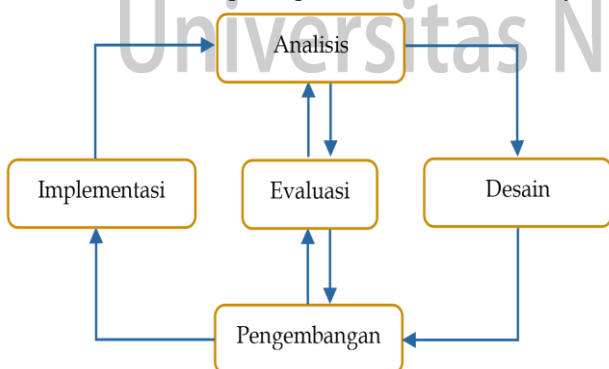 Universitas N
Analisis
Implementasi
Evaluasi
Desain
Pengembangan